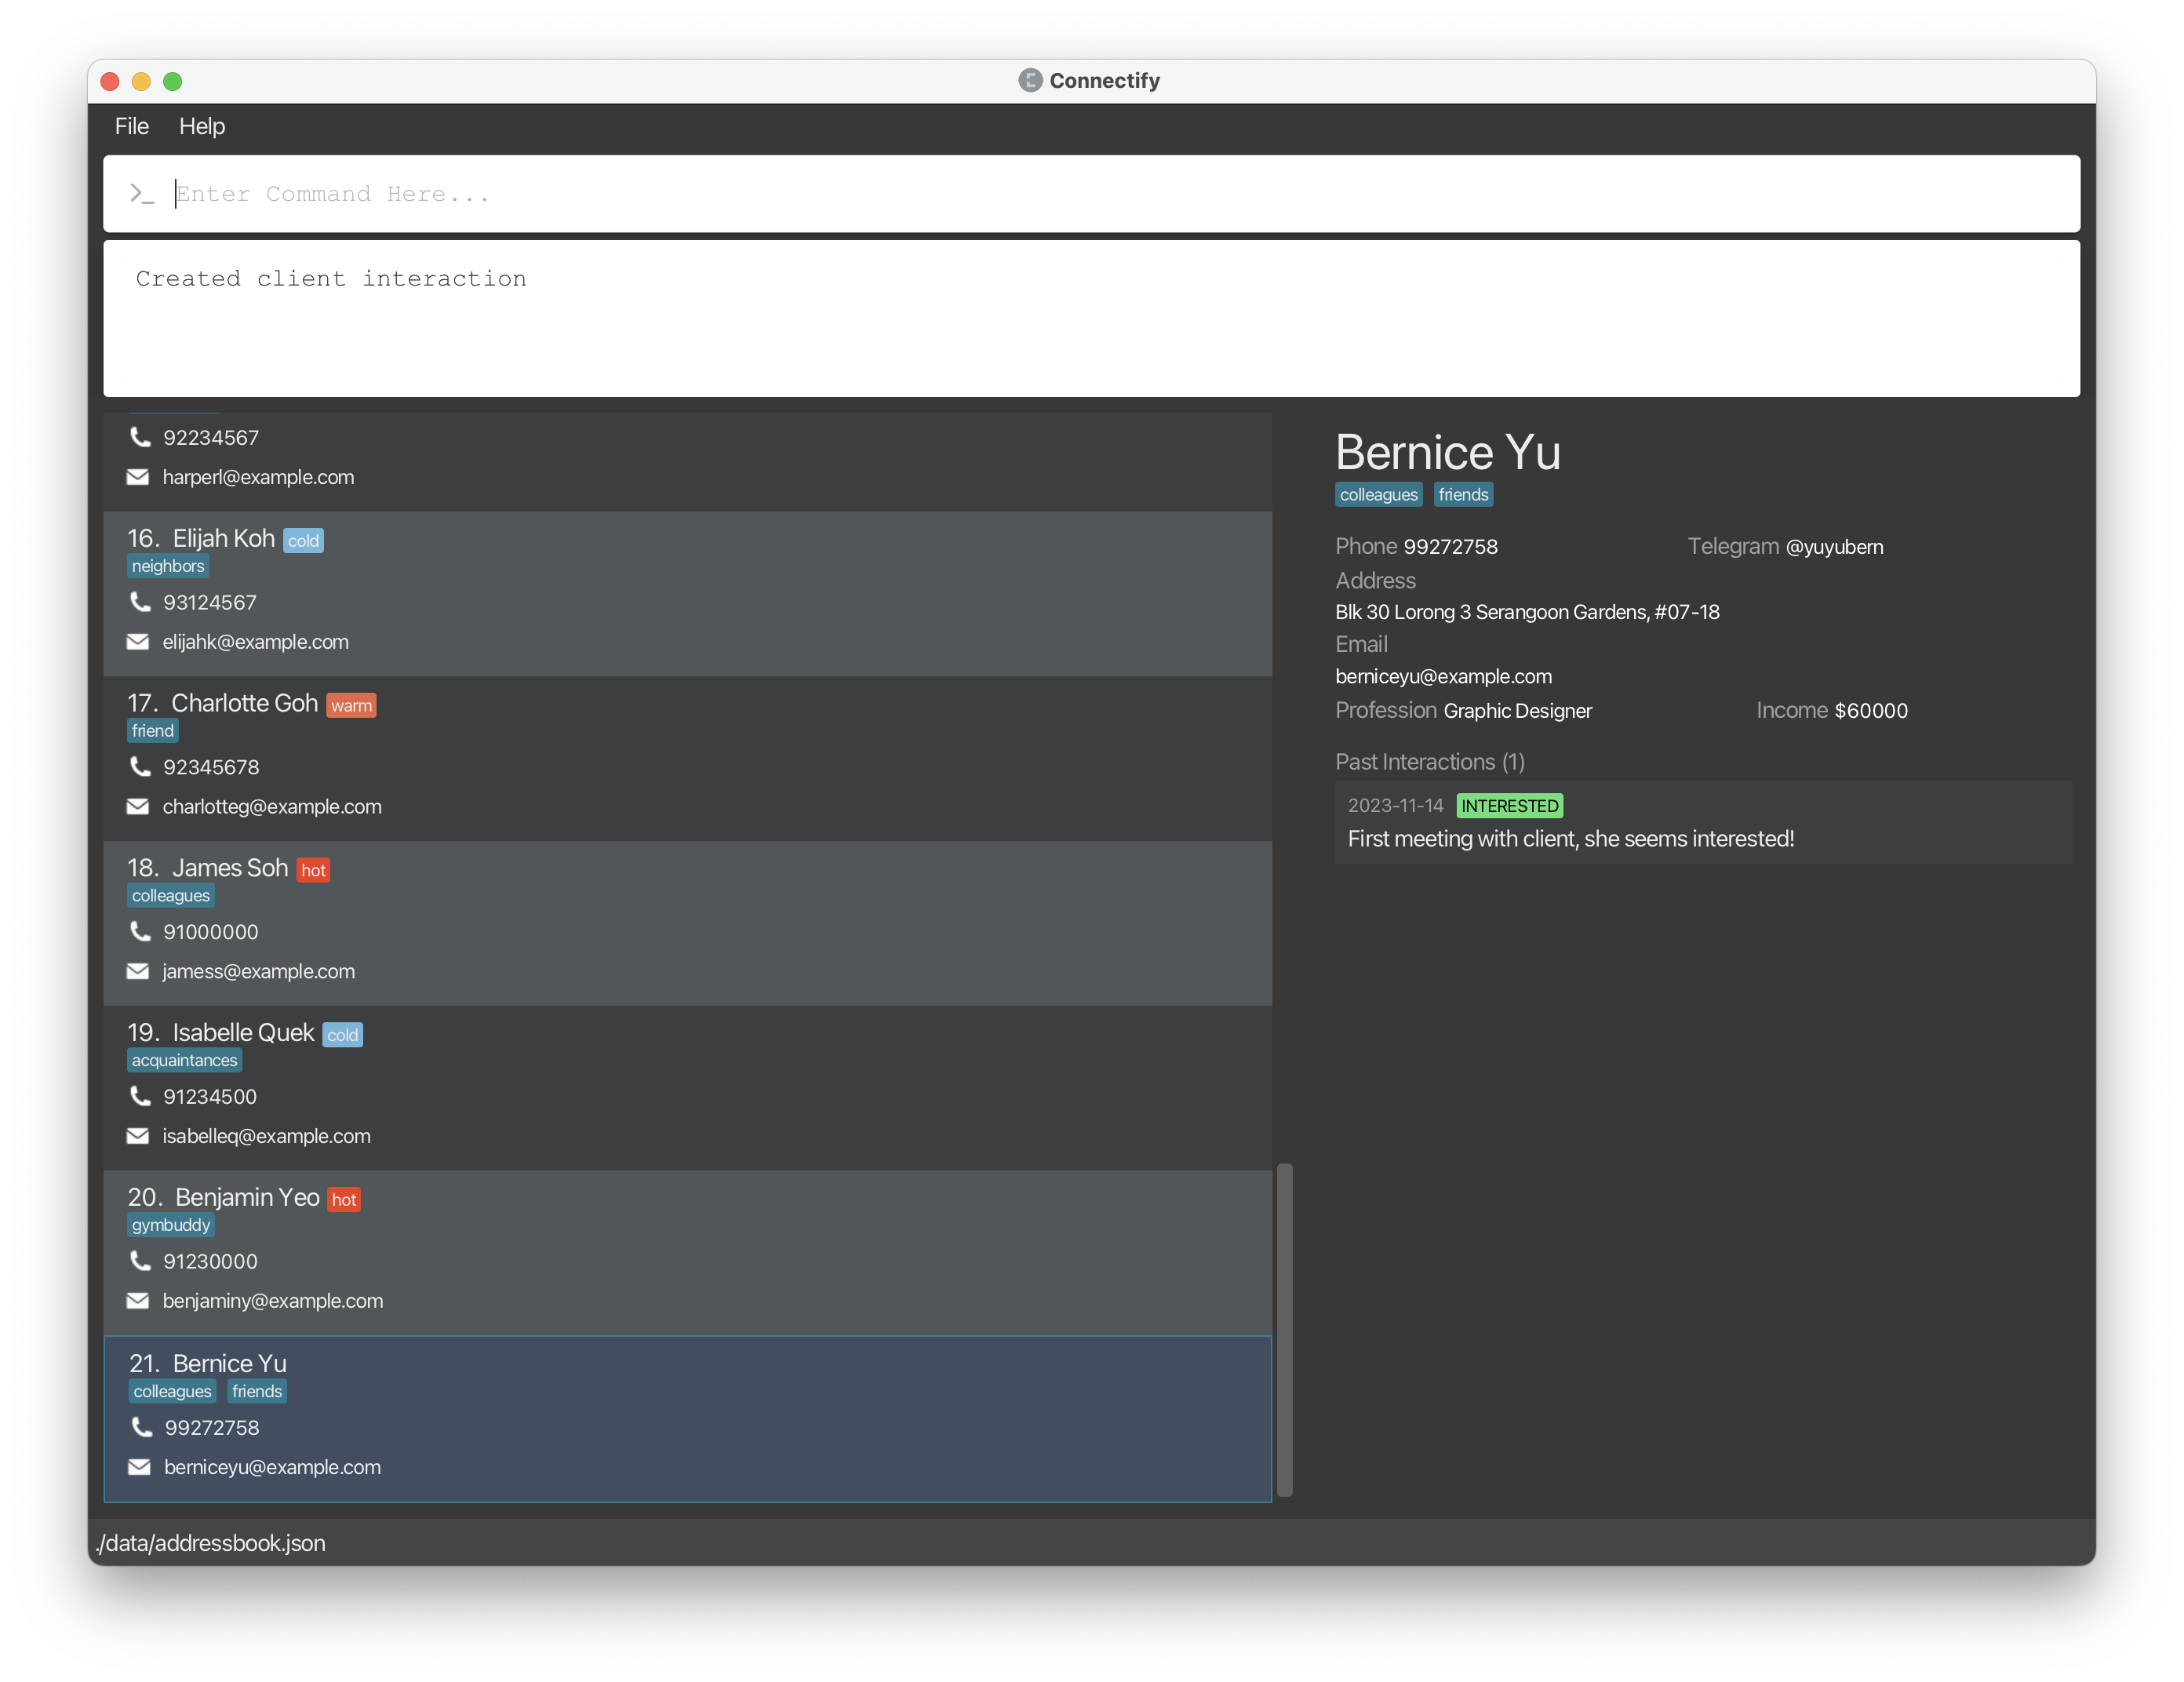 Connectify
File Help
>_ Enter Command Here...
Created client interaction
92234567
harperl@example.com
16. Elijah Koh cold
neighbors
93124567
elijahk@example.com
17. Charlotte Goh warm
friend
92345678
charlotteg@example.com
18. James Soh hot
colleagues
91000000
jamess@example.com
19. Isabelle Quek cold
acquaintances
91234500
isabelleq@example.com
20. Benjamin Yeo hot
gymbuddy
91230000
benjaminy@example.com
21. Bernice Yu
colleagues friends
99272758
berniceyu@example.com
Bernice Yu
colleagues friends
Phone 99272758 Telegram @yuyubern
Address
Blk 30 Lorong 3 Serangoon Gardens, #07-18
Email
berniceyu@example.com
Profession Graphic Designer Income $60000
Past Interactions (1)
2023-11-14 INTERESTED
First meeting with client, she seems interested!
./data/addressbook.json